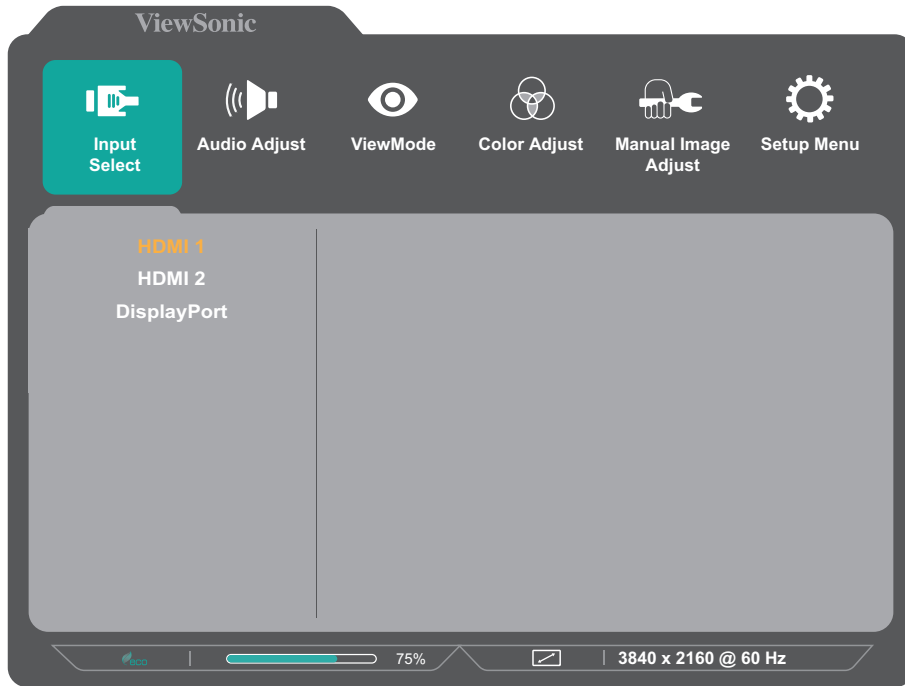 ViewSonic
Input
Select
Audio Adjust
ViewMode
Color Adjust
Manual Image
Adjust
Setup Menu
HDMI 1
HDMI 2
DisplayPort
eco
75%
3840 x 2160 @ 60 Hz